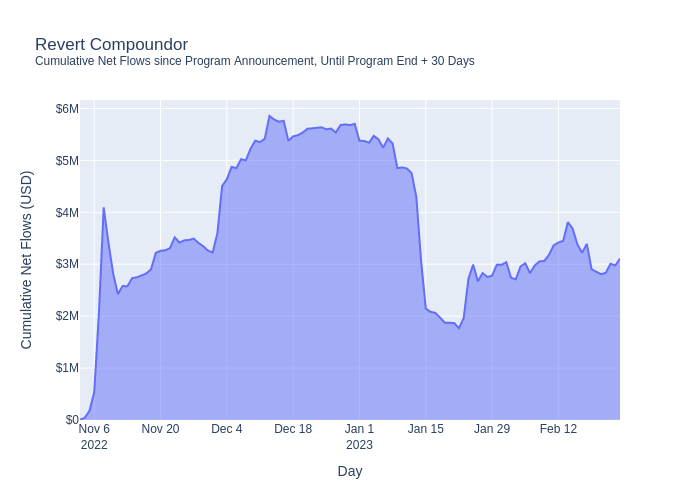 Revert Compoundor
Cumulative Net Flows since Program Announcement, Until Program End + 30 Days
Cumulative Net Flows (USD)
$6M
$5M
$4M
$3M
$2M
$1M
$0
Nov 6 Nov 20 Dec 4 Dec 18 Jan 1 Jan 15 Jan 29 Feb 12
2022 2023
Day